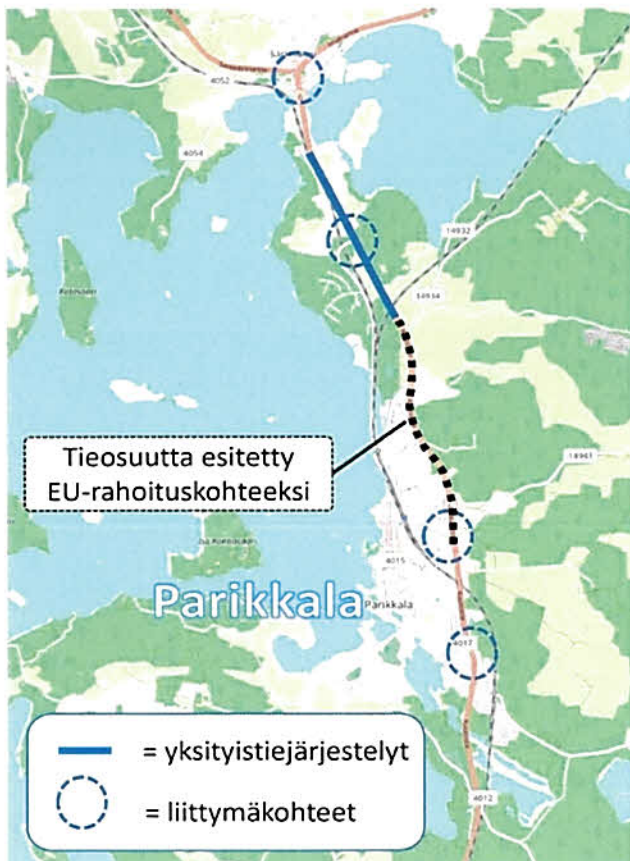 4052
4054
14932
14934
Tieosuutta esitetty
EU-rahoituskohteeksi
18961
4015
Parikkala
Parikkala
4017
= yksityistiejärjestelyt
= liittymäkohteet
4012